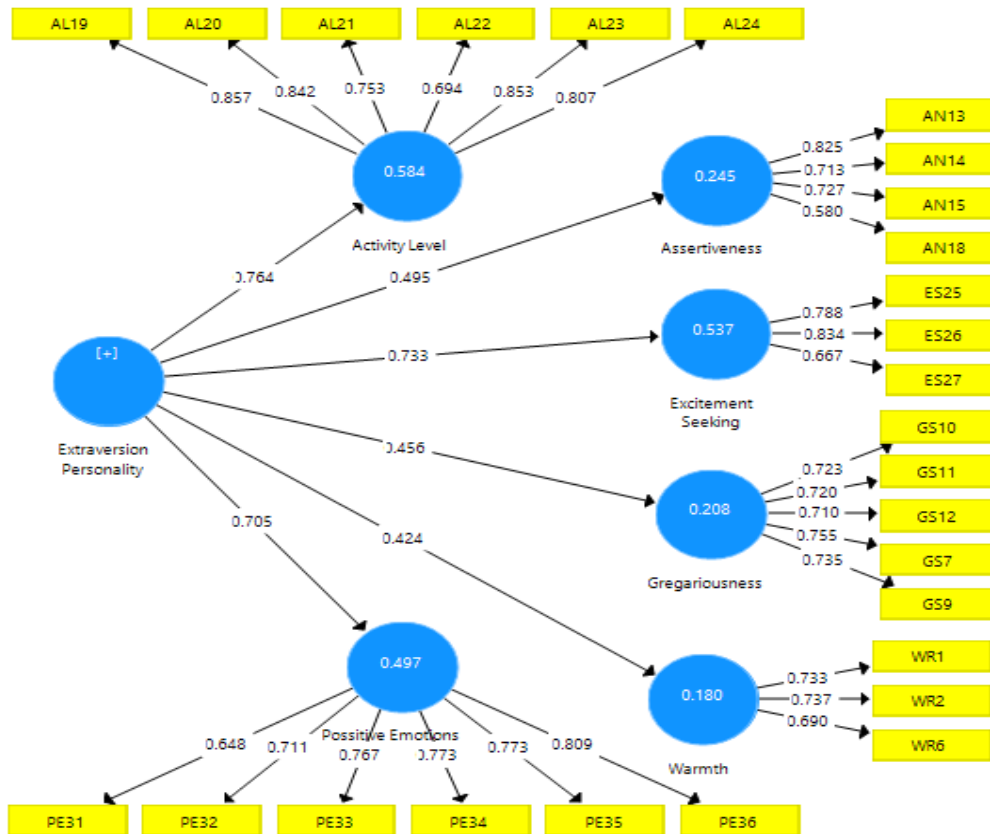 AL19 AL20 AL21 AL22 AL23 AL24
0.857 0.842 0.753 0.694 0.853 0.807
0.584
Activity Level
0.764
0.245
Assertiveness
0.495
0.825
0.713
0.727
0.580
AN13
AN14
AN15
AN18
0.537
Excitement
Seeking
0.733
0.788
0.834
0.667
ES25
ES26
ES27
[+]
Extraversion
Personality
0.456
0.208
Gregariousness
0.723
0.720
0.710
0.755
0.735
GS10
GS11
GS12
GS7
GS9
0.424
0.180
Warmth
0.733
0.737
0.690
WR1
WR2
WR6
0.705
0.497
Possitive Emotions
0.648 0.711 0.767 0.773 0.773 0.809
PE31 PE32 PE33 PE34 PE35 PE36